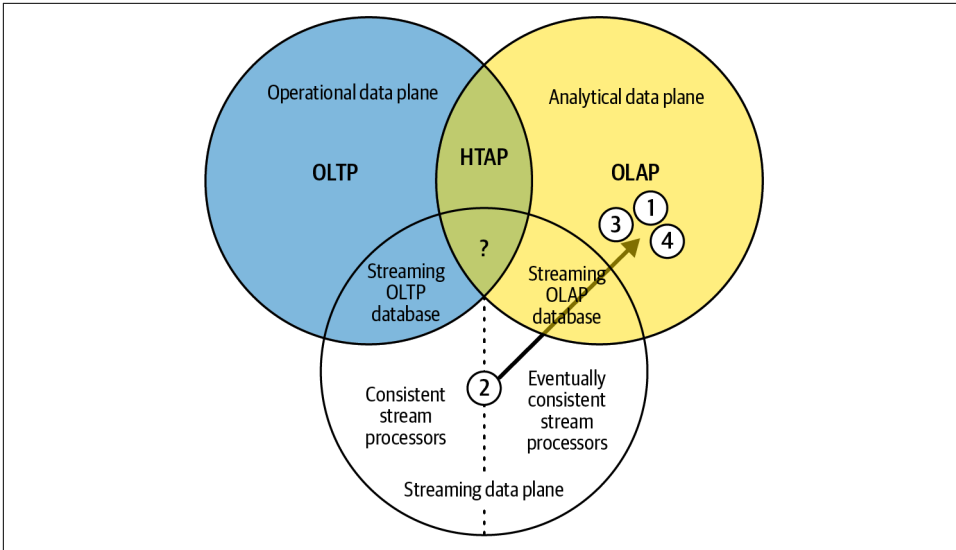 Operational data plane
Analytical data plane
HTAP
OLTP
OLAP
1
3
4
?
Streaming
OLTP
database
Streaming
OLAP
database
2
Consistent
stream
processors
Eventually
consistent
stream
processors
Streaming data plane